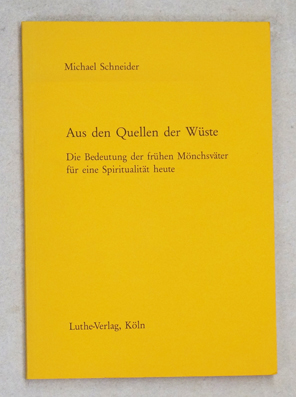 Michael Schneider
Aus den Quellen der Wüste
Die Bedeutung der frühen Mönchsväter
für eine Spiritualität heute
Luthe-Verlag, Köln